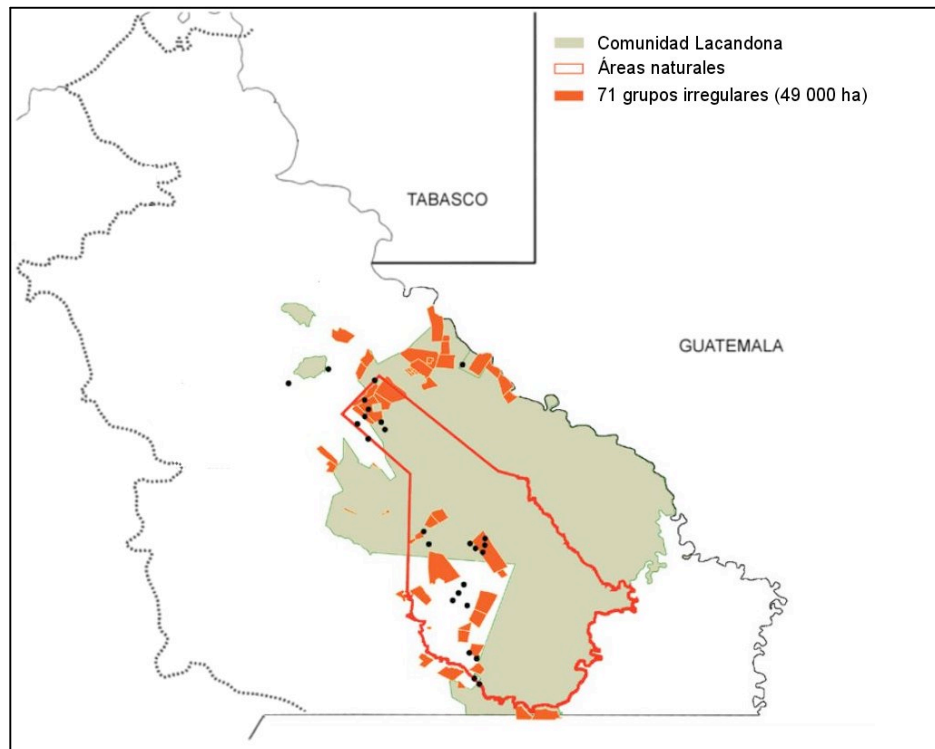 Comunidad Lacandona
Áreas naturales
71 grupos irregulares (49 000 ha)
TABASCO
GUATEMALA